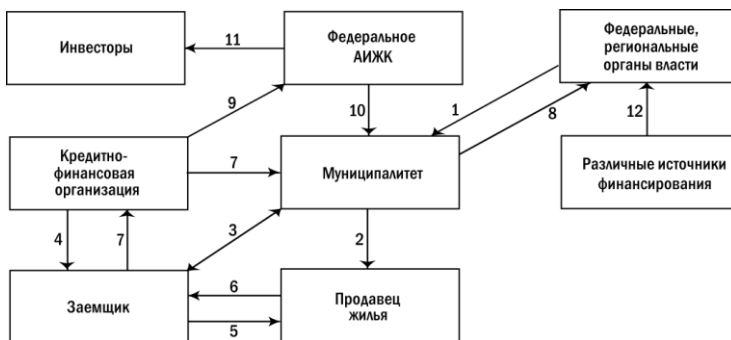 Инвесторы
11
Федеральное
АИЖК
Федеральные,
региональные
органы власти
9
10
1
8
12
Кредитно-
финансовая
организация
7
Муниципалитет
Различные источники
финансирования
4
7
3
2
Заемщик
6
5
Продавец
жилья